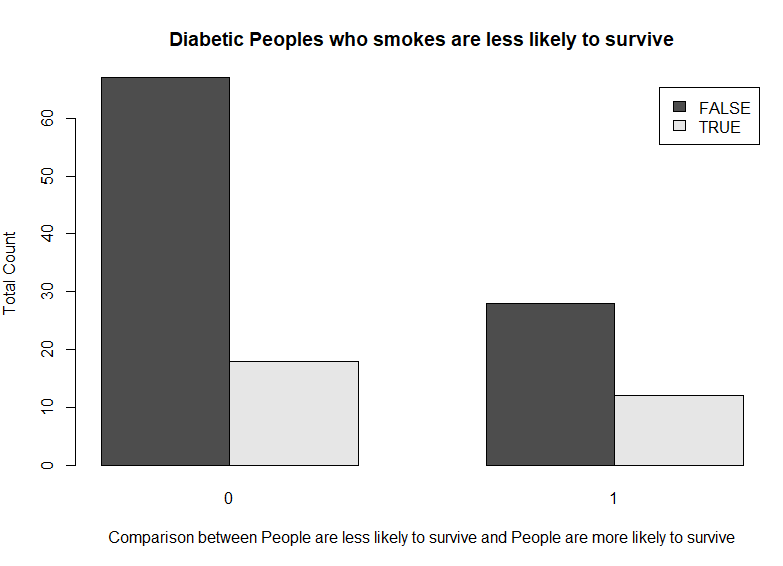 Diabetic Peoples who smokes are less likely to survive
FALSE
TRUE
Total Count
60
50
40
30
20
10
0
0 1
Comparison between People are less likely to survive and People are more likely to survive